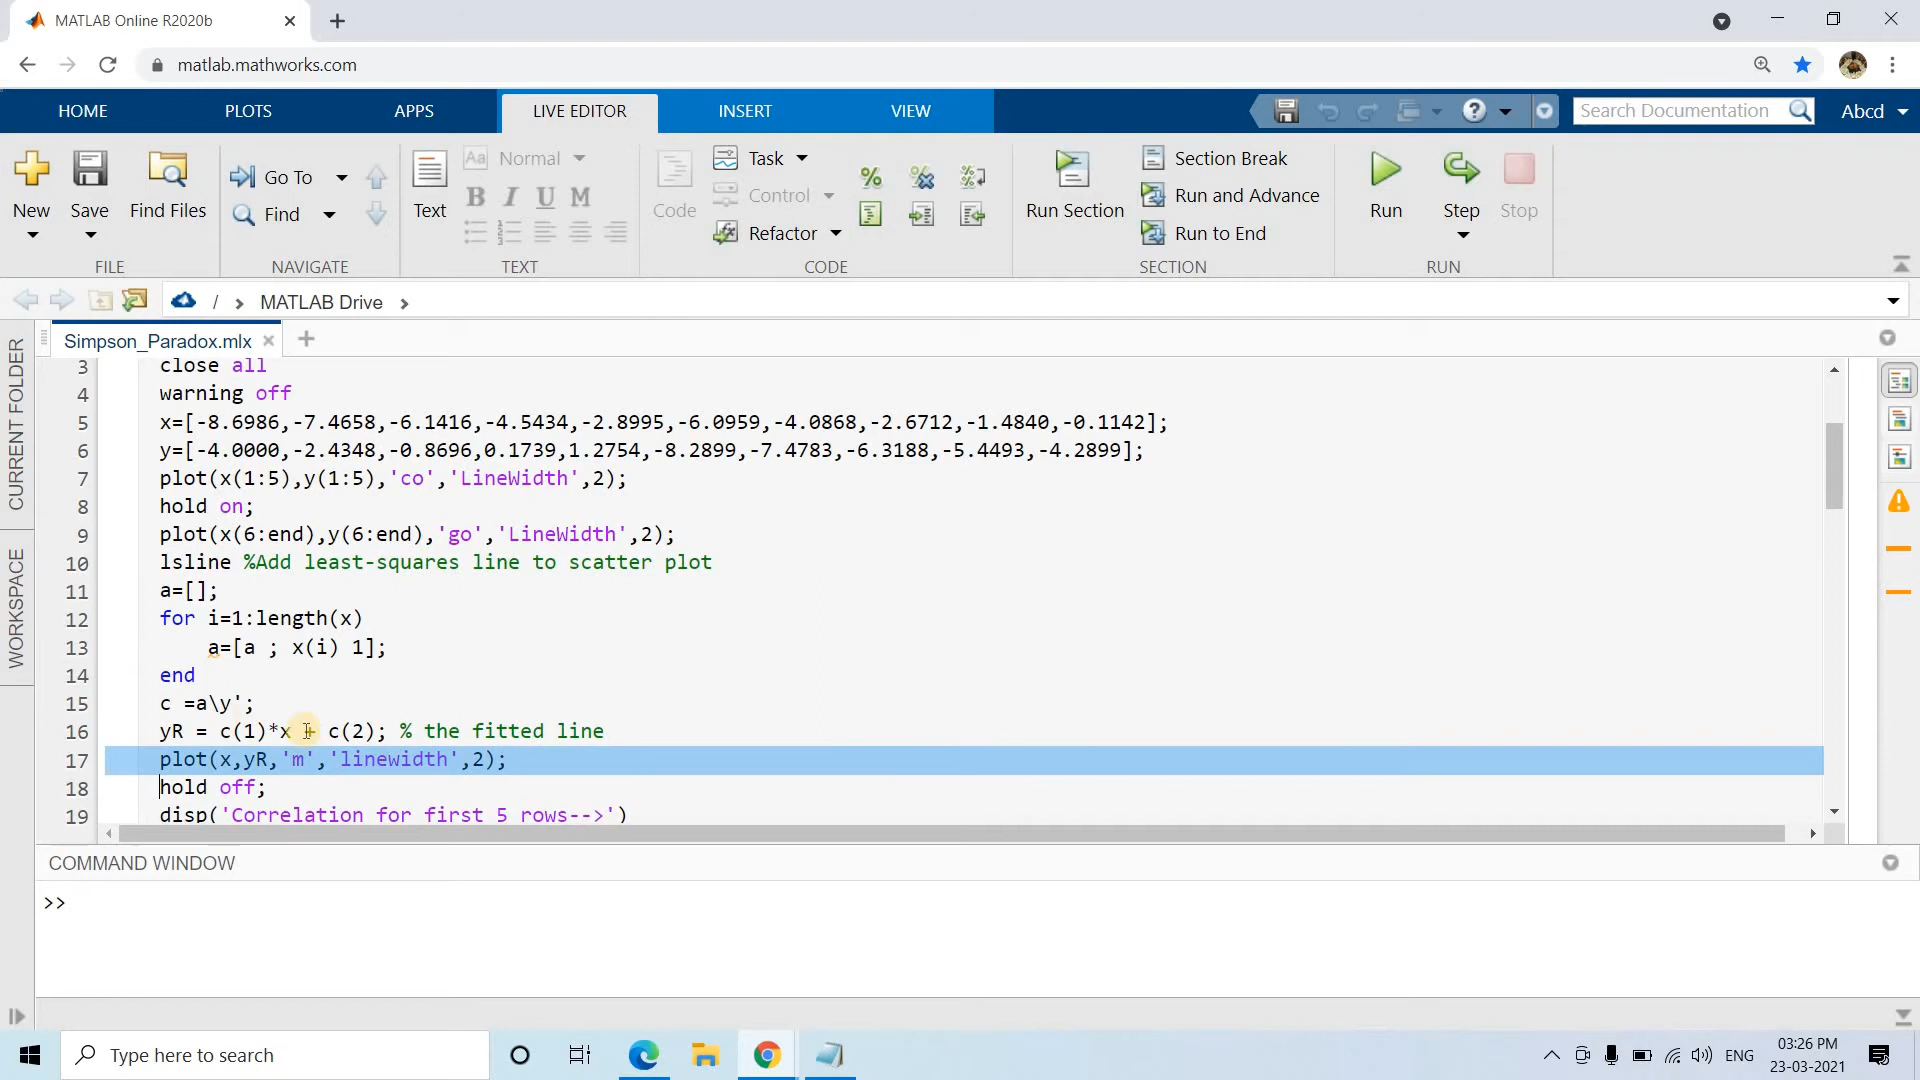 MATLAB Online R2020b
matlab.mathworks.com
HOME PLOTS APPS LIVE EDITOR INSERT VIEW
Search Documentation Abcd
New Save Find Files
FILE
Go To
Find
NAVIGATE
Text
Aa Normal
B I U M
TEXT
Code
Task
Control
Refactor
CODE
Run Section
Section Break
Run and Advance
Run to End
SECTION
Run Step Stop
RUN
/ › MATLAB Drive ›
CURRENT FOLDER
WORKSPACE
Simpson_Paradox.mlx
3 close all
4 warning off
5 x=[-8.6986,-7.4658,-6.1416,-4.5434,-2.8995,-6.0959,-4.0868,-2.6712,-1.4840,-0.1142];
6 y=[-4.0000,-2.4348,-0.8696,0.1739,1.2754,-8.2899,-7.4783,-6.3188,-5.4493,-4.2899];
7 plot(x(1:5),y(1:5),'co','LineWidth',2);
8 hold on;
9 plot(x(6:end),y(6:end),'go','LineWidth',2);
10 lsline %Add least-squares line to scatter plot
11 a=[];
12 for i=1:length(x)
13 a=[a ; x(i) 1];
14 end
15 c =a\y';
16 yR = c(1)*x + c(2); % the fitted line
17 plot(x,yR,'m','linewidth',2);
18 hold off;
19 disp('Correlation for first 5 rows-->')
COMMAND WINDOW
>>
Type here to search
ENG
03:26 PM
23-03-2021